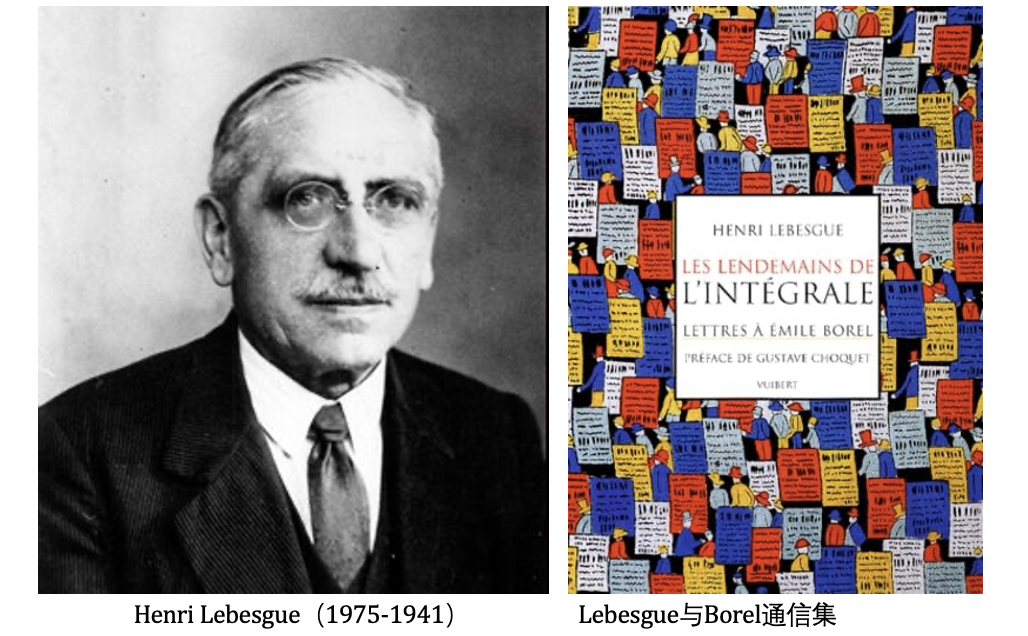 HENRI LEBESGUE
LES LENDEMAINS DE
L'INTÉGRALE
LETTRES À ÉMILE BOREL
PRÉFACE DE GUSTAVE CHOQUET
VUIBERT
Henri Lebesgue（1975-1941）
Lebesgue与Borel通信集